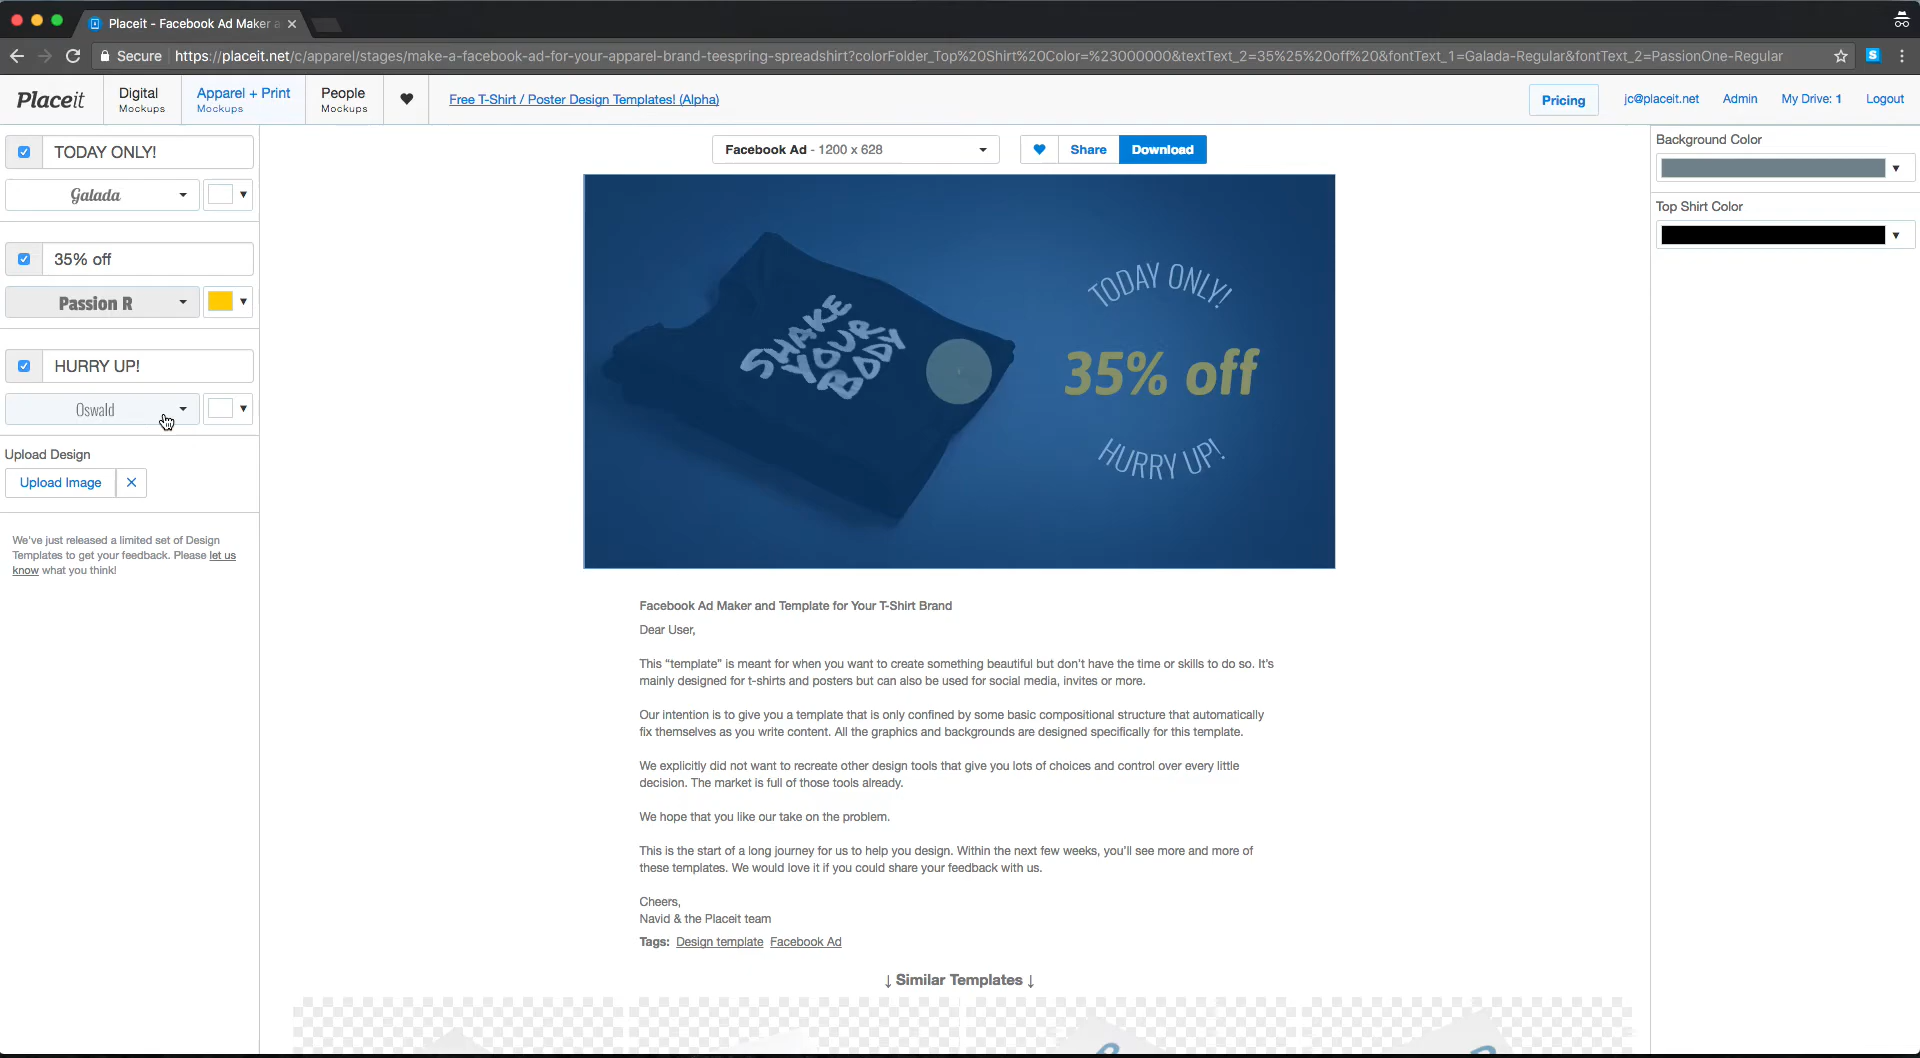 Placeit - Facebook Ad Maker a
Secure
https://placeit.net/c/apparel/stages/make-a-facebook-ad-for-your-apparel-brand-teespring-spreadshirt?colorFolder_Top%20Shirt%20Color=%23000000&textText_2=35%25%20off%20&fontText_1=Galada-Regular&fontText_2=PassionOne-Regular
Placeit
Digital
Mockups
Apparel + Print
Mockups
People
Mockups
Free T-Shirt / Poster Design Templates! (Alpha)
Pricing
jc@placeit.net
Admin
My Drive: 1
Logout
TODAY ONLY!
Galada
35% off
Passion R
HURRY UP!
Oswald
Upload Design
Upload Image
We've just released a limited set of Design
Templates to get your feedback. Please let us
know what you think!
Facebook Ad - 1200 x 628
Share
Download
SHAKE
YOUR
BODY
TODAY ONLY!
35% off
HURRY UP!
Facebook Ad Maker and Template for Your T-Shirt Brand
Dear User,
This “template” is meant for when you want to create something beautiful but don’t have the time or skills to do so. It’s
mainly designed for t-shirts and posters but can also be used for social media, invites or more.
Our intention is to give you a template that is only confined by some basic compositional structure that automatically
fix themselves as you write content. All the graphics and backgrounds are designed specifically for this template.
We explicitly did not want to recreate other design tools that give you lots of choices and control over every little
decision. The market is full of those tools already.
We hope that you like our take on the problem.
This is the start of a long journey for us to help you design. Within the next few weeks, you’ll see more and more of
these templates. We would love it if you could share your feedback with us.
Cheers,
Navid & the Placeit team
Tags: Design template Facebook Ad
↓ Similar Templates ↓
Background Color
Top Shirt Color